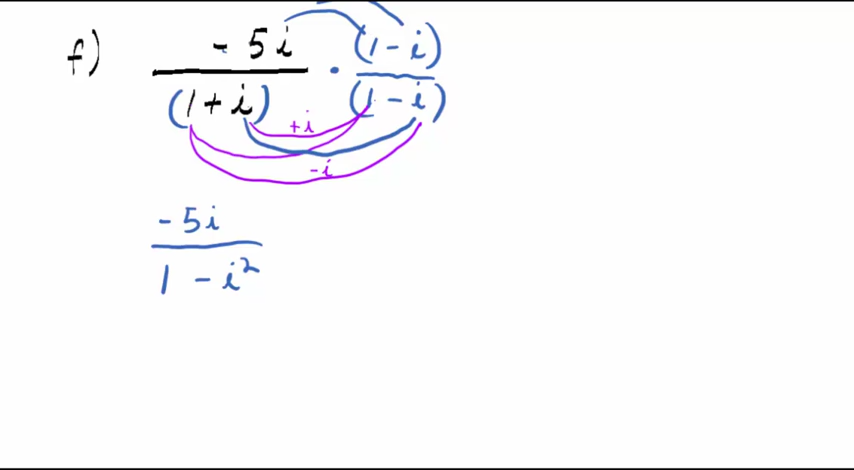 f) - 5i / (1 + i) · (1 - i) / (1 - i)
+i
-i
- 5i / 1 - i²